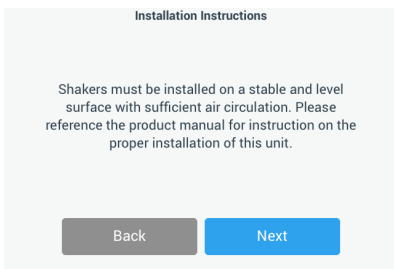 Installation Instructions
Shakers must be installed on a stable and level
surface with sufficient air circulation. Please
reference the product manual for instruction on the
proper installation of this unit.
Back
Next